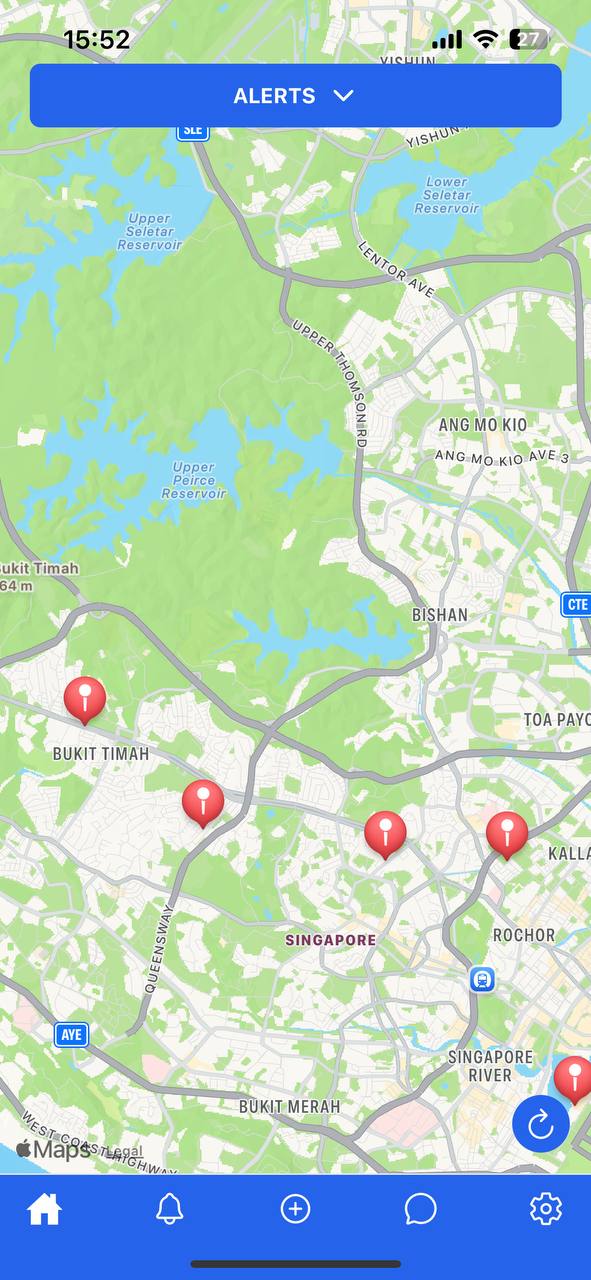 15:52
27
YISHUN
ALERTS
SLE
YISHUN
Lower
Seletar
Reservoir
Upper
Seletar
Reservoir
LENTOR AVE
UPPER THOMSON RD
ANG MO KIO
ANG MO KIO AVE 3
Upper
Peirce
Reservoir
ukit Timah
64 m
CTE
BISHAN
TOA PAYO
BUKIT TIMAH
KALLA
QUEENSWAY
SINGAPORE
ROCHOR
AYE
SINGAPORE
RIVER
BUKIT MERAH
WEST COAST HIGHWAY
Maps
Legal